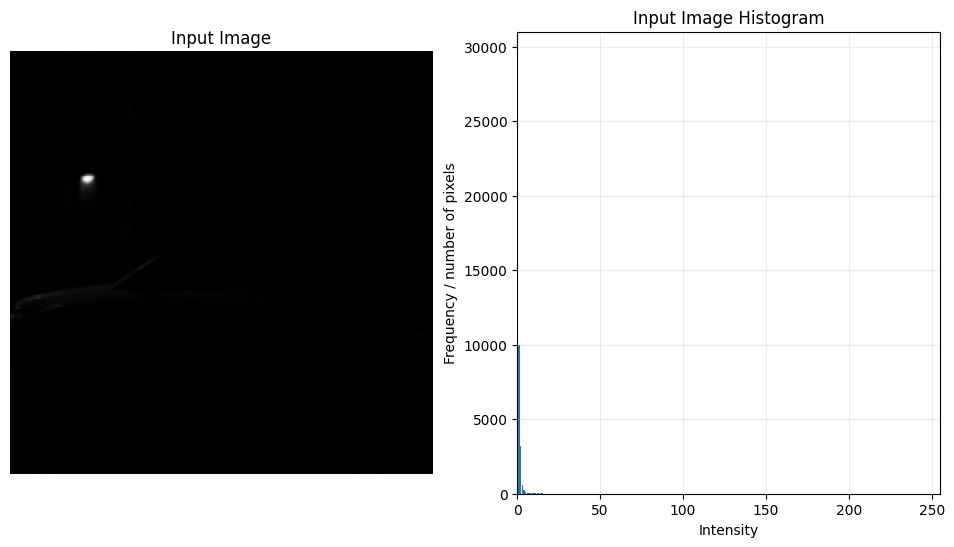 Input Image
Input Image Histogram
Frequency / number of pixels
30000
25000
20000
15000
10000
5000
0
0 50 100 150 200 250
Intensity